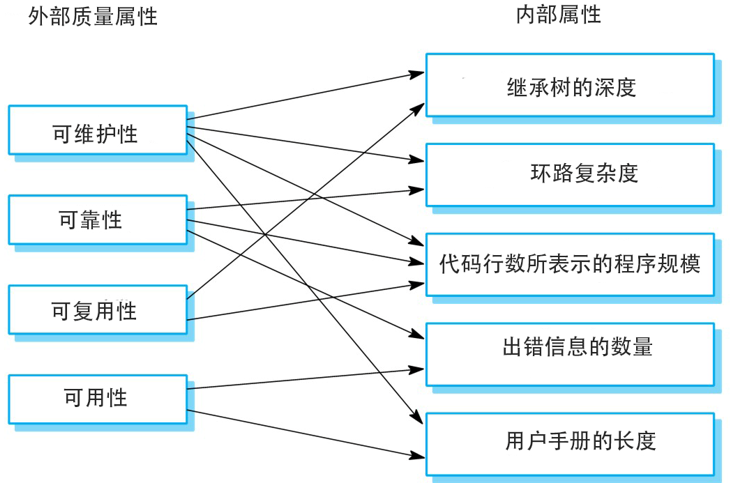 外部质量属性
内部属性
可维护性
可靠性
可复用性
可用性
继承树的深度
环路复杂度
代码行数所表示的程序规模
出错信息的数量
用户手册的长度